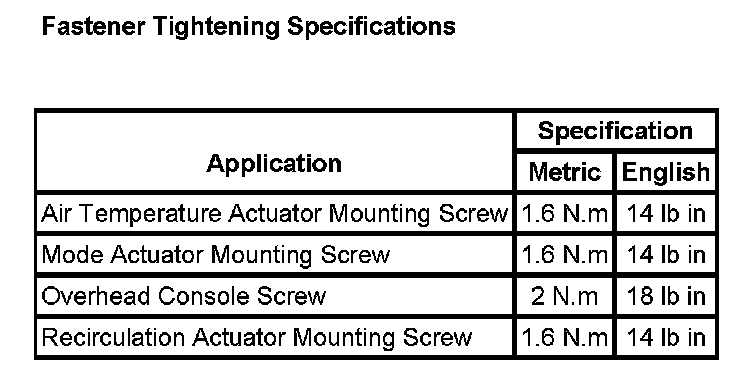 Fastener Tightening Specifications
Specification
Application
Metric English
Air Temperature Actuator Mounting Screw 1.6 N.m 14 lb in
Mode Actuator Mounting Screw 1.6 N.m 14 lb in
Overhead Console Screw 2 N.m 18 lb in
Recirculation Actuator Mounting Screw 1.6 N.m 14 lb in